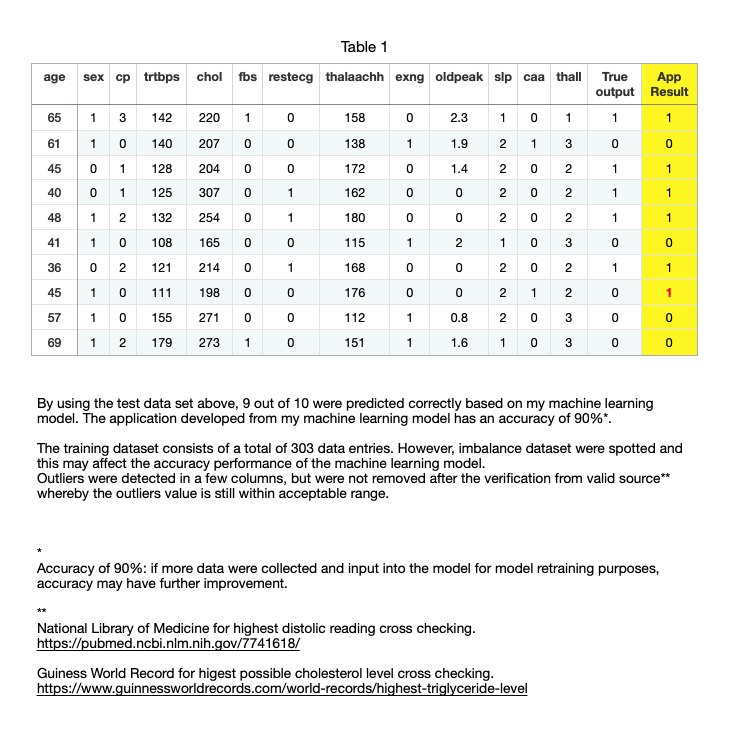 Table 1
age sex cp trtbps chol fbs restecg thalaachh exng oldpeak slp caa thall True output App Result
65 1 3 142 220 1 0 158 0 2.3 1 0 1 1 1
61 1 0 140 207 0 0 138 1 1.9 2 1 3 0 0
45 0 1 128 204 0 0 172 0 1.4 2 0 2 1 1
40 0 1 125 307 0 1 162 0 0 2 0 2 1 1
48 1 2 132 254 0 1 180 0 0 2 0 2 1 1
41 1 0 108 165 0 0 115 1 2 1 0 3 0 0
36 0 2 121 214 0 1 168 0 0 2 0 2 1 1
45 1 0 111 198 0 0 176 0 0 2 1 2 0 1
57 1 0 155 271 0 0 112 1 0.8 2 0 3 0 0
69 1 2 179 273 1 0 151 1 1.6 1 0 3 0 0
By using the test data set above, 9 out of 10 were predicted correctly based on my machine learning
model. The application developed from my machine learning model has an accuracy of 90%*.
The training dataset consists of a total of 303 data entries. However, imbalance dataset were spotted and
this may affect the accuracy performance of the machine learning model.
Outliers were detected in a few columns, but were not removed after the verification from valid source**
whereby the outliers value is still within acceptable range.
*
Accuracy of 90%: if more data were collected and input into the model for model retraining purposes,
accuracy may have further improvement.
**
National Library of Medicine for highest distolic reading cross checking.
https://pubmed.ncbi.nlm.nih.gov/7741618/
Guiness World Record for higest possible cholesterol level cross checking.
https://www.guinnessworldrecords.com/world-records/highest-triglyceride-level